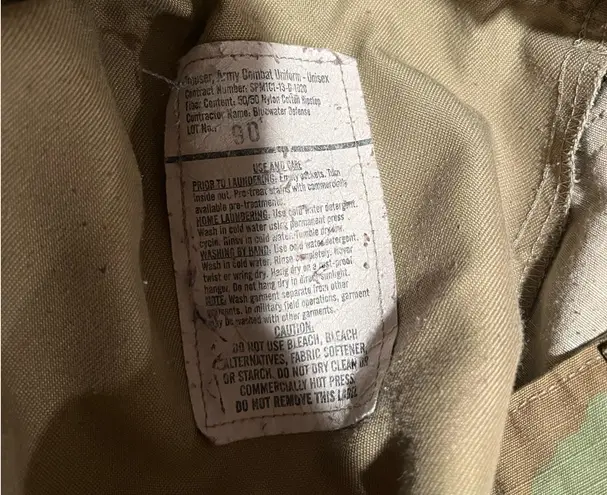 Trouser, Army Combat Uniform - Unisex
Contract Number: SPM1C1-13-D-1020
Fiber Content: 50/50 Nylon Cotton Ripstop
Contractor Name: Bluewater Defense
LOT No.: 90
USE AND CARE
PRIOR TO LAUNDERING: Empty pockets. Turn
inside out. Pre-treat stains with commercially
available pre-treatments.
HOME LAUNDERING: Use cold water detergent.
Wash in cold water using permanent press
cycle. Rinse in cold water. Tumble dry low.
WASHING BY HAND: Use cold water detergent.
Wash in cold water. Rinse completely. Never
twist or wring dry. Hang dry on a rust-proof
hanger. Do not hang dry in direct sunlight.
NOTE: Wash garment separate from other
garments. In military field operations, garment
may be washed with other garments.
CAUTION:
DO NOT USE BLEACH, BLEACH
ALTERNATIVES, FABRIC SOFTENER,
OR STARCH. DO NOT DRY CLEAN OR
COMMERCIALLY HOT PRESS.
DO NOT REMOVE THIS LABEL